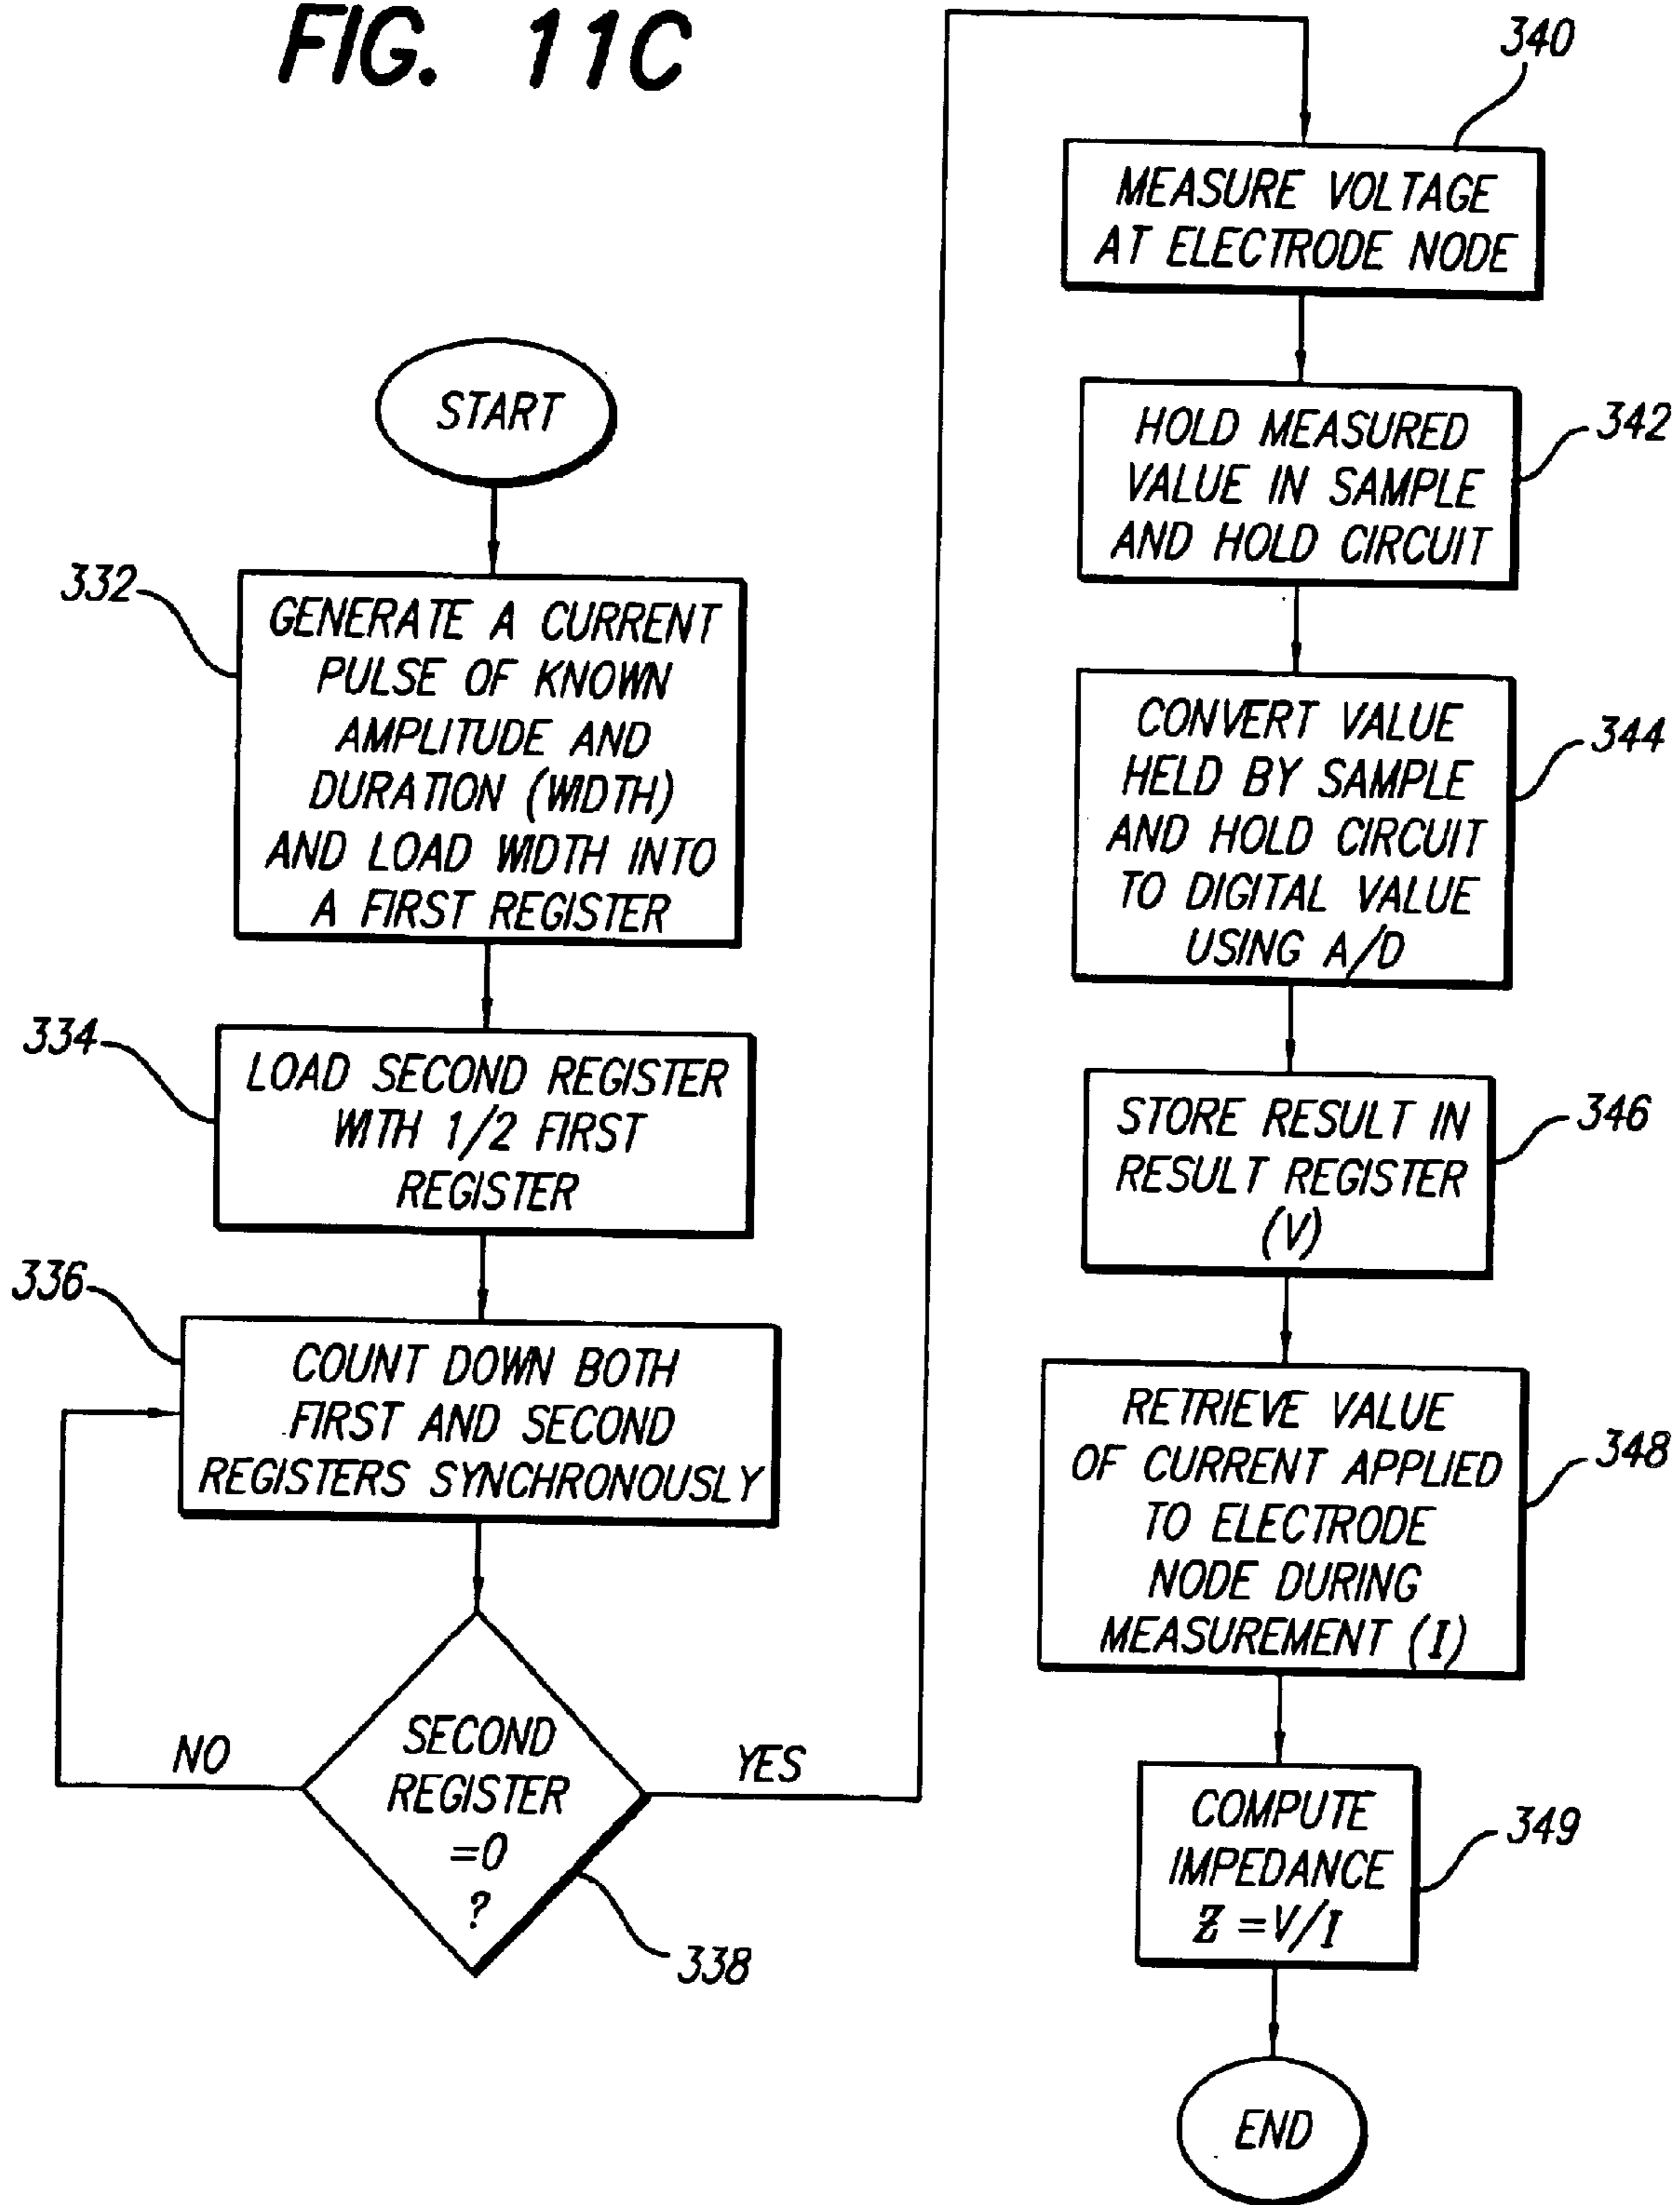 FIG. 11C
START
332
GENERATE A CURRENT
PULSE OF KNOWN
AMPLITUDE AND
DURATION (WIDTH)
AND LOAD WIDTH INTO
A FIRST REGISTER
334
LOAD SECOND REGISTER
WITH 1/2 FIRST
REGISTER
336
COUNT DOWN BOTH
FIRST AND SECOND
REGISTERS SYNCHRONOUSLY
NO
SECOND
REGISTER
=0
?
YES
338
340
MEASURE VOLTAGE
AT ELECTRODE NODE
342
HOLD MEASURED
VALUE IN SAMPLE
AND HOLD CIRCUIT
344
CONVERT VALUE
HELD BY SAMPLE
AND HOLD CIRCUIT
TO DIGITAL VALUE
USING A/D
346
STORE RESULT IN
RESULT REGISTER
(V)
348
RETRIEVE VALUE
OF CURRENT APPLIED
TO ELECTRODE
NODE DURING
MEASUREMENT (I)
349
COMPUTE
IMPEDANCE
Z = V/I
END